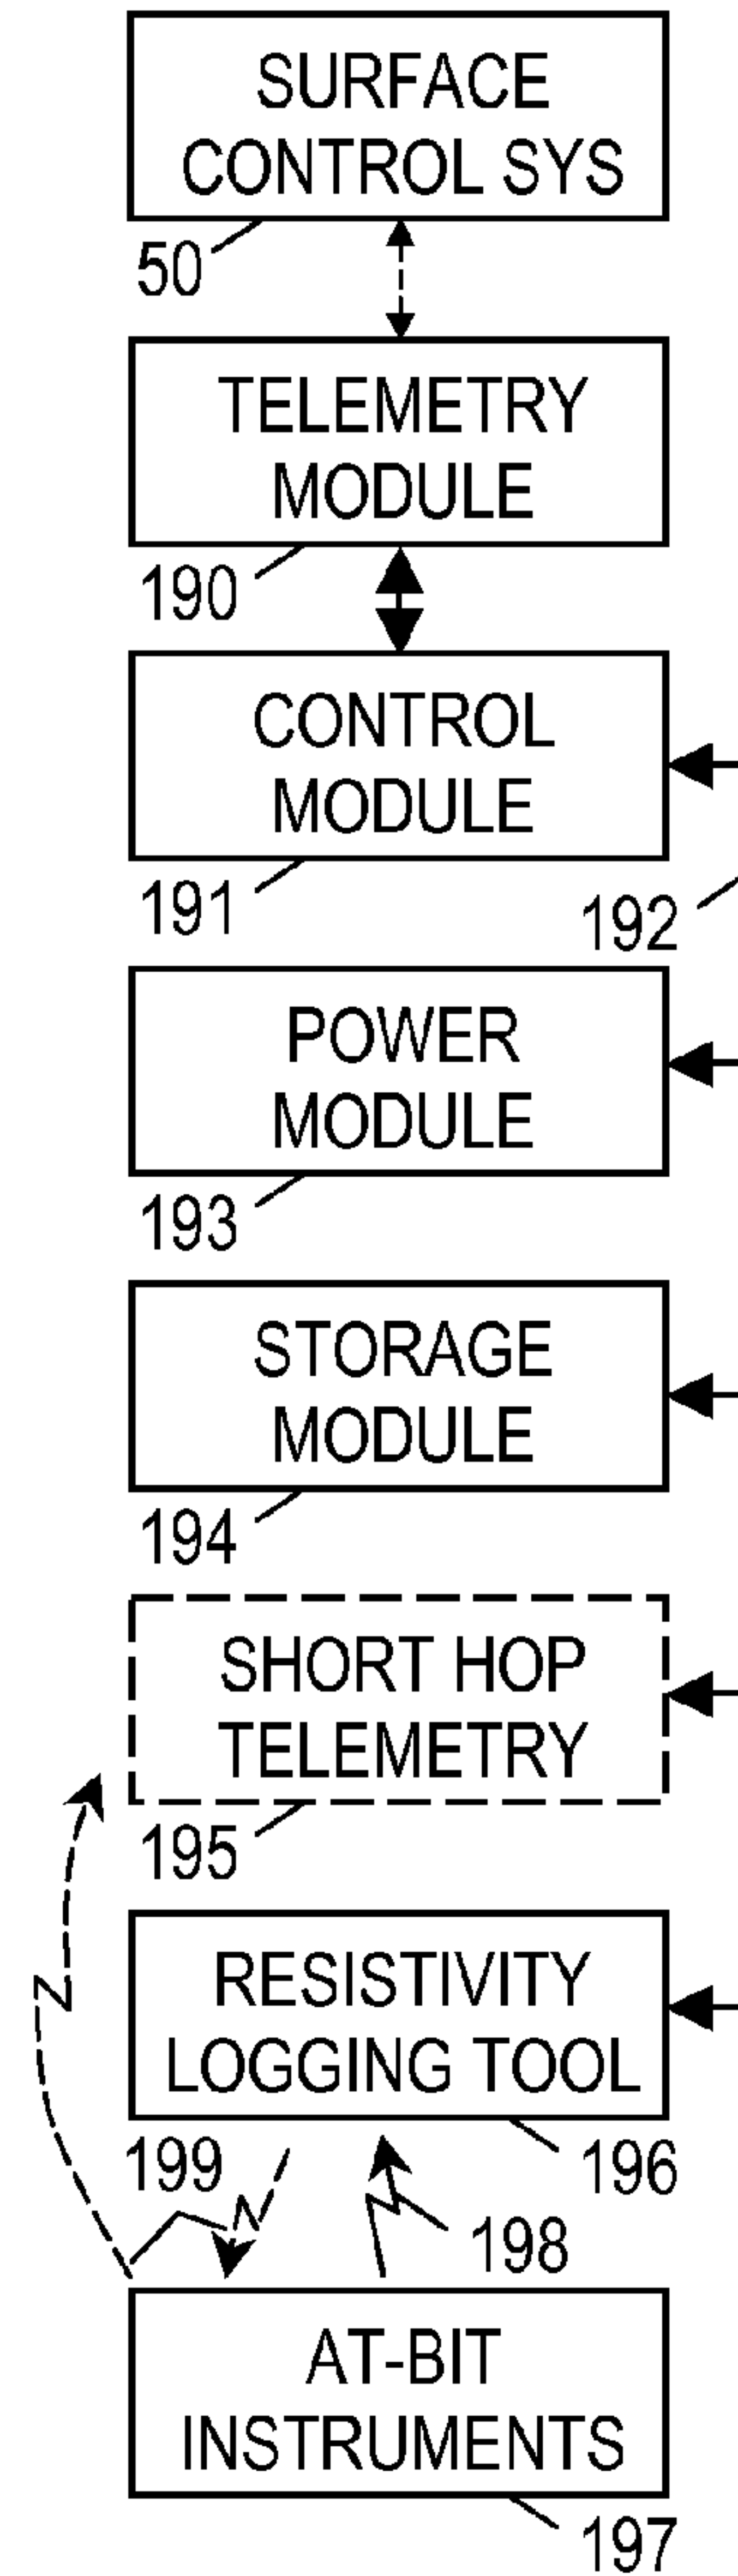 SURFACE
CONTROL SYS
50
TELEMETRY
MODULE
190
CONTROL
MODULE
191
192
POWER
MODULE
193
STORAGE
MODULE
194
SHORT HOP
TELEMETRY
195
RESISTIVITY
LOGGING TOOL
199
196
198
AT-BIT
INSTRUMENTS
197